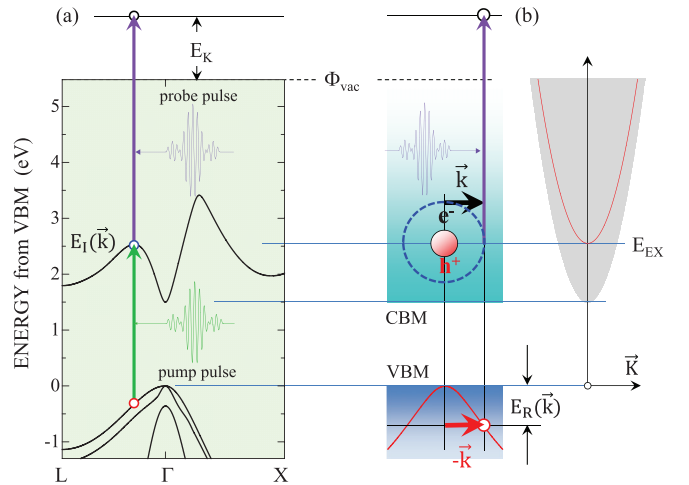 (a)
E_K
(b)
Φ_vac
ENERGY from VBM (eV)
5
4
3
2
1
0
-1
L
Γ
X
probe pulse
E_I(k⃗)
pump pulse
k⃗
e⁻
h⁺
E_EX
CBM
VBM
K⃗
E_R(k⃗)
-k⃗